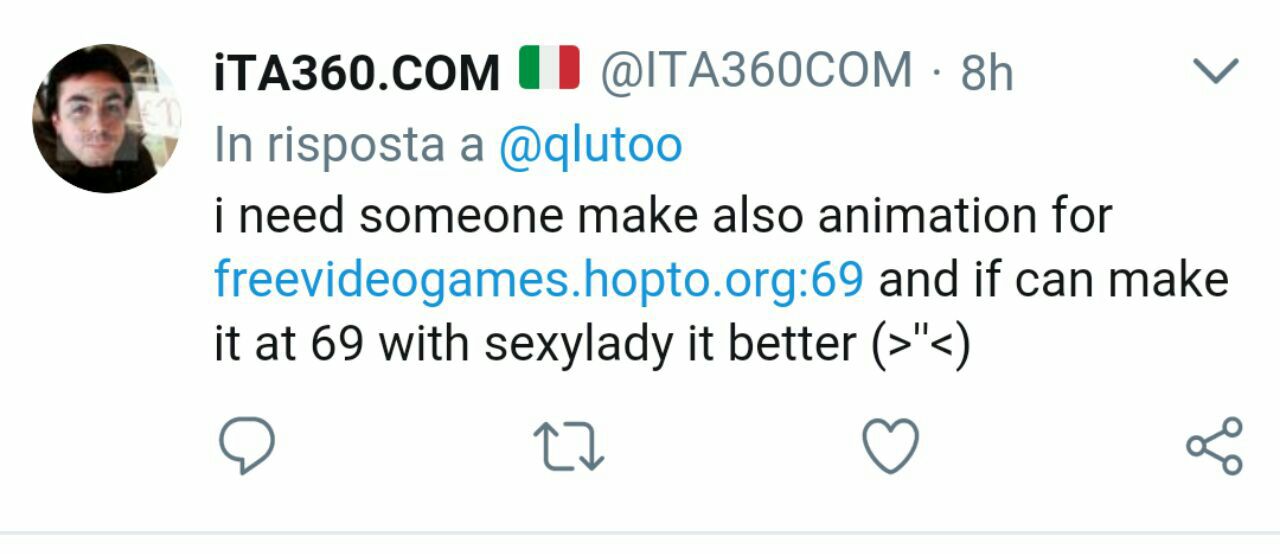 iTA360.COM 🇮🇹 @ITA360COM · 8h
In risposta a @qlutoo
i need someone make also animation for
freevideogames.hopto.org:69 and if can make
it at 69 with sexylady it better (>"<)